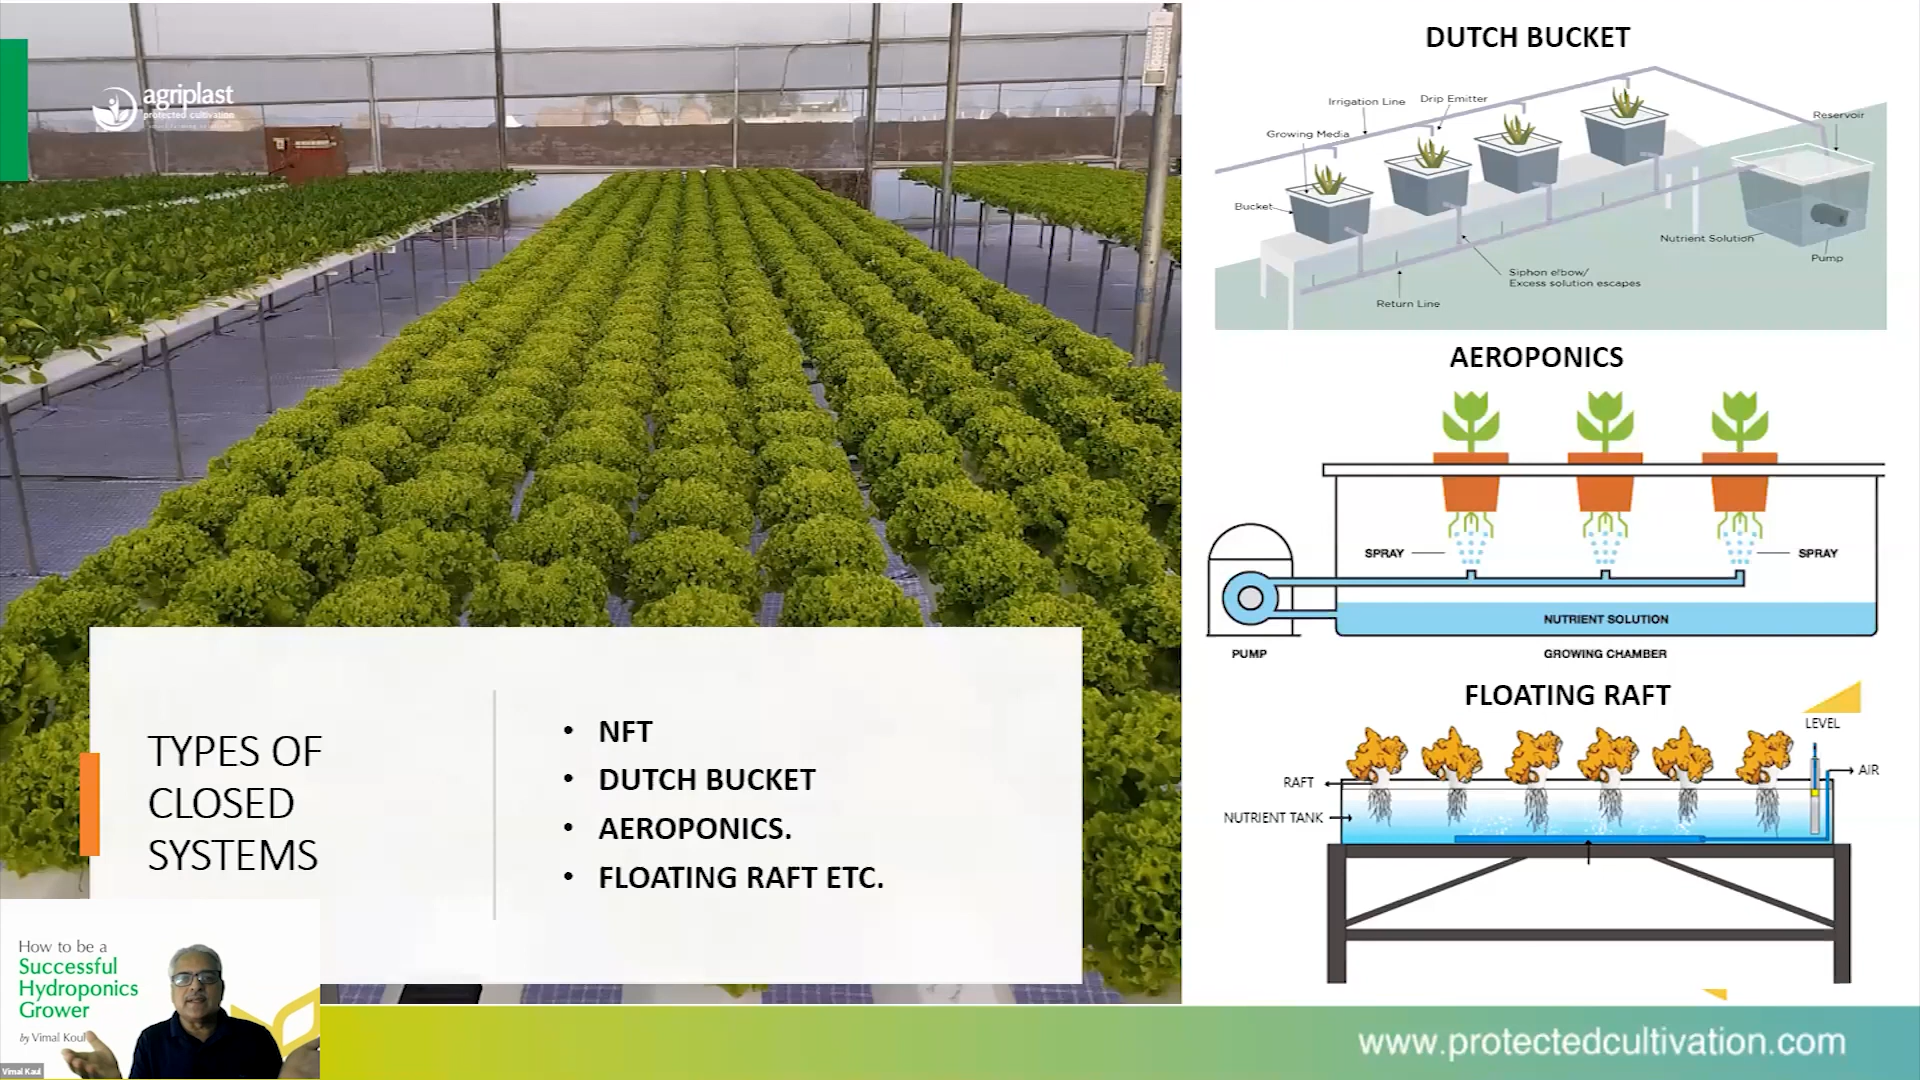 agriplast
protected cultivation
TYPES OF
CLOSED
SYSTEMS
• NFT
• DUTCH BUCKET
• AEROPONICS.
• FLOATING RAFT ETC.
DUTCH BUCKET
Irrigation Line
Drip Emitter
Reservoir
Growing Media
Bucket
Nutrient Solution
Pump
Siphon elbow/
Excess solution escapes
Return Line
AEROPONICS
SPRAY
SPRAY
NUTRIENT SOLUTION
PUMP
GROWING CHAMBER
FLOATING RAFT
LEVEL
AIR
RAFT
NUTRIENT TANK
How to be a
Successful
Hydroponics
Grower
by Vimal Koul
Vimal Kaul
www.protectedcultivation.com